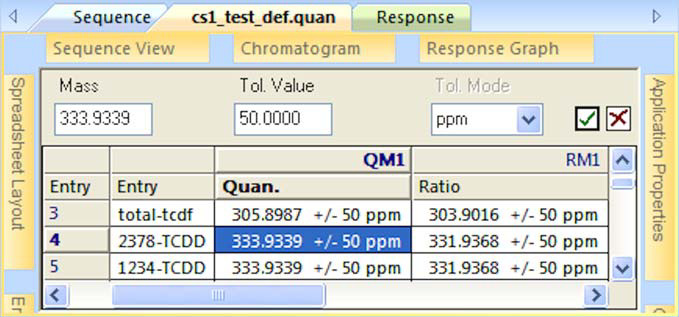 Sequence cs1_test_def.quan Response
Sequence View Chromatogram Response Graph
Spreadsheet Layout
Er
Mass Tol. Value Tol. Mode
333.9339 50.0000 ppm
QM1 RM1
Entry Entry Quan. Ratio
3 total-tcdf 305.8987 +/- 50 ppm 303.9016 +/- 50 ppm
4 2378-TCDD 333.9339 +/- 50 ppm 331.9368 +/- 50 ppm
5 1234-TCDD 333.9339 +/- 50 ppm 331.9368 +/- 50 ppm
Application Properties